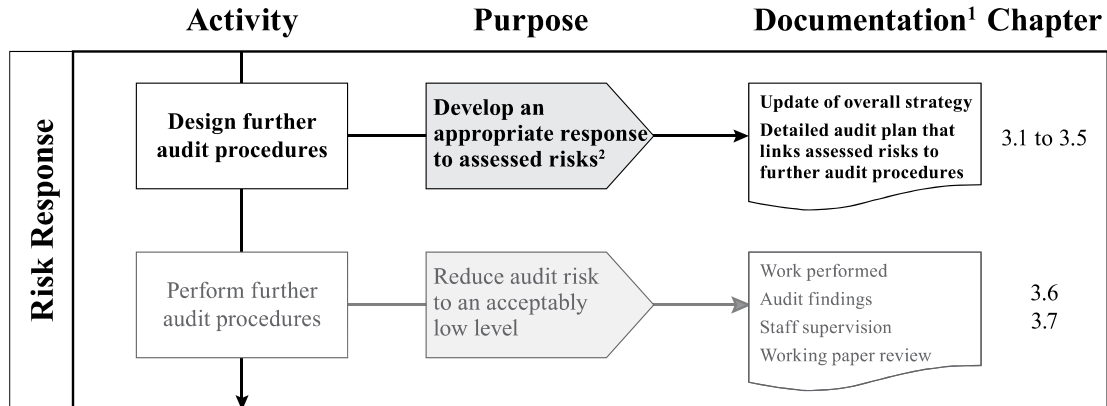 Activity Purpose Documentation¹ Chapter
Risk Response
Design further
audit procedures
Develop an
appropriate response
to assessed risks²
Update of overall strategy
Detailed audit plan that
links assessed risks to
further audit procedures
3.1 to 3.5
Perform further
audit procedures
Reduce audit risk
to an acceptably
low level
Work performed
Audit findings
Staff supervision
Working paper review
3.6
3.7